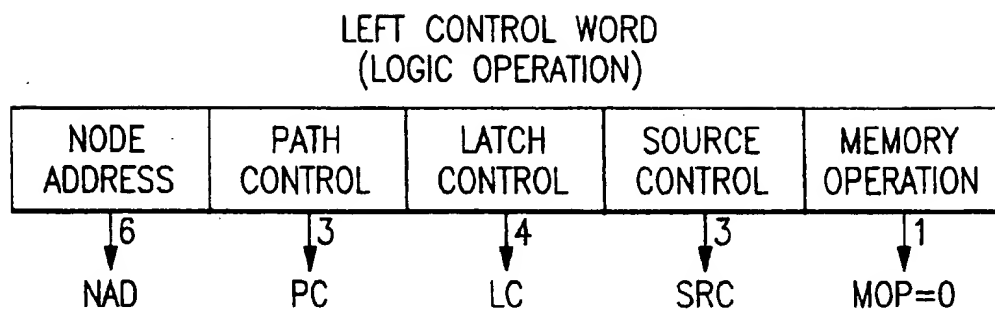 LEFT CONTROL WORD
(LOGIC OPERATION)
NODE ADDRESS PATH CONTROL LATCH CONTROL SOURCE CONTROL MEMORY OPERATION
6 3 4 3 1
NAD PC LC SRC MOP=0